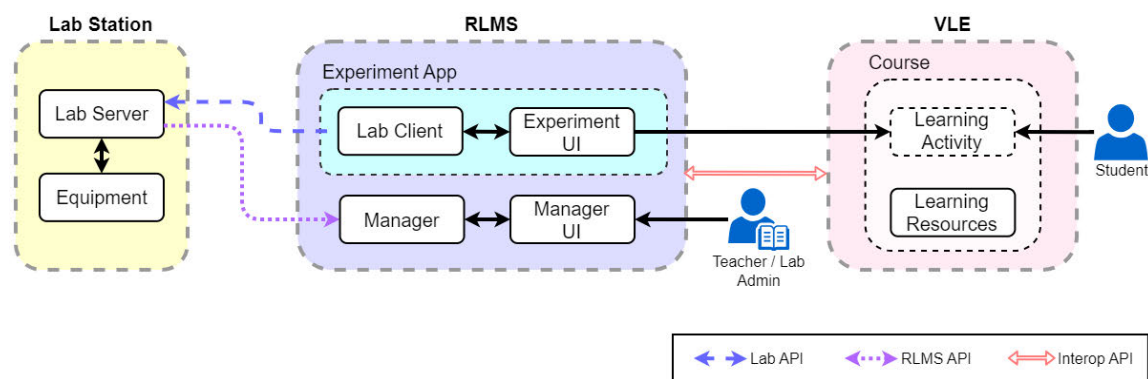 Lab Station
RLMS
VLE
Experiment App
Course
Lab Server
Lab Client
Experiment
UI
Learning
Activity
Student
Equipment
Manager
Manager
UI
Learning
Resources
Teacher / Lab
Admin
Lab API
RLMS API
Interop API